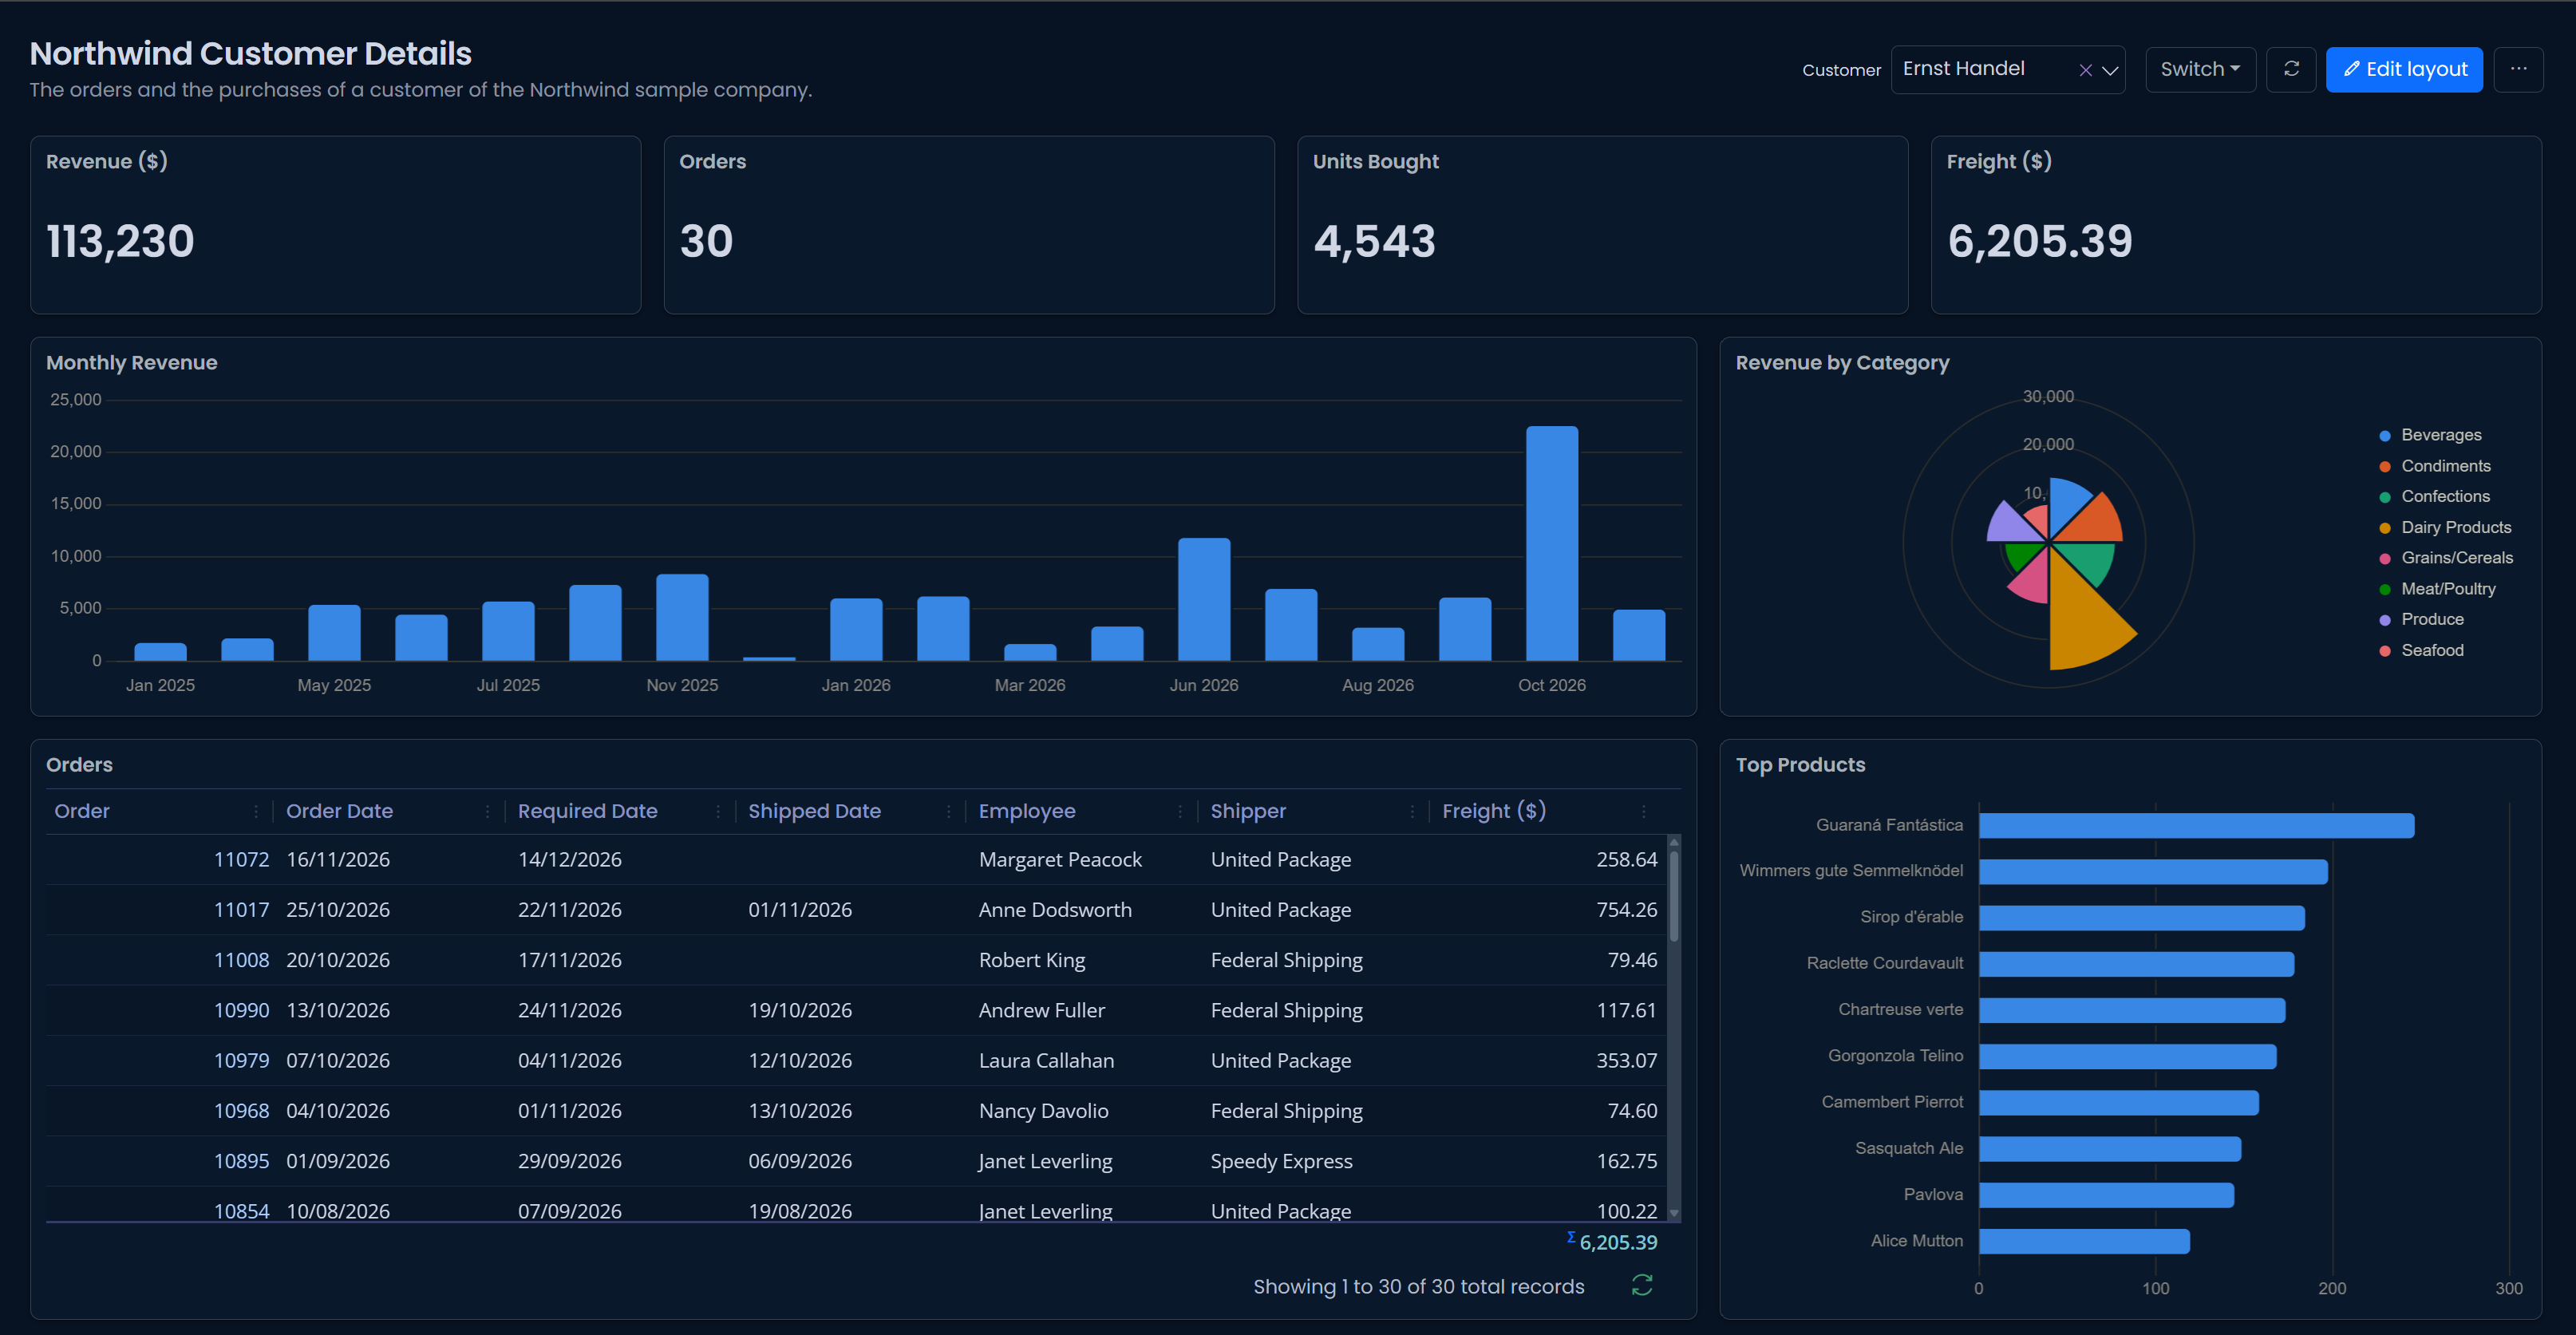 Northwind Customer Details
The orders and the purchases of a customer of the Northwind sample company.
Customer Ernst Handel Switch Edit layout
Revenue ($)
113,230
Orders
30
Units Bought
4,543
Freight ($)
6,205.39
Monthly Revenue
25,000
20,000
15,000
10,000
5,000
0
Jan 2025 May 2025 Jul 2025 Nov 2025 Jan 2026 Mar 2026 Jun 2026 Aug 2026 Oct 2026
Revenue by Category
30,000
20,000
10,
Beverages
Condiments
Confections
Dairy Products
Grains/Cereals
Meat/Poultry
Produce
Seafood
Orders
Order Order Date Required Date Shipped Date Employee Shipper Freight ($)
11072 16/11/2026 14/12/2026 Margaret Peacock United Package 258.64
11017 25/10/2026 22/11/2026 01/11/2026 Anne Dodsworth United Package 754.26
11008 20/10/2026 17/11/2026 Robert King Federal Shipping 79.46
10990 13/10/2026 24/11/2026 19/10/2026 Andrew Fuller Federal Shipping 117.61
10979 07/10/2026 04/11/2026 12/10/2026 Laura Callahan United Package 353.07
10968 04/10/2026 01/11/2026 13/10/2026 Nancy Davolio Federal Shipping 74.60
10895 01/09/2026 29/09/2026 06/09/2026 Janet Leverling Speedy Express 162.75
10854 10/08/2026 07/09/2026 19/08/2026 Janet Leverling United Package 100.22
Σ 6,205.39
Showing 1 to 30 of 30 total records
Top Products
Guaraná Fantástica
Wimmers gute Semmelknödel
Sirop d'érable
Raclette Courdavault
Chartreuse verte
Gorgonzola Telino
Camembert Pierrot
Sasquatch Ale
Pavlova
Alice Mutton
0 100 200 300